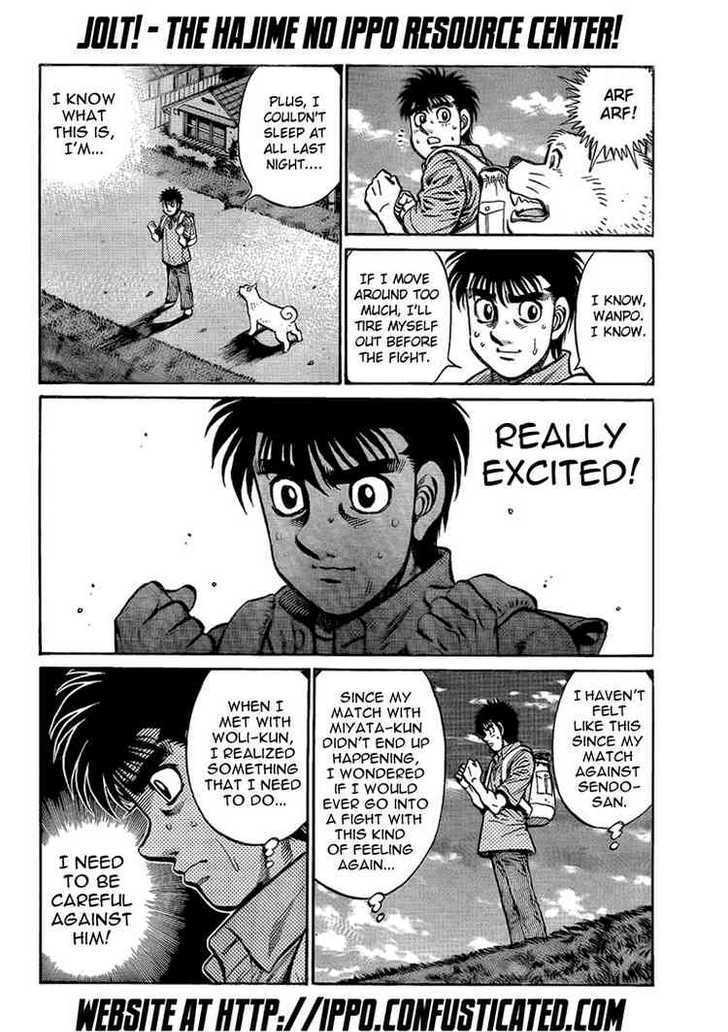 JOLT! - THE HAJIME NO IPPO RESOURCE CENTER!
ARF
ARF!
I KNOW,
WANPO.
I KNOW.
IF I MOVE
AROUND TOO
MUCH, I'LL
TIRE MYSELF
OUT BEFORE
THE FIGHT.
PLUS, I
COULDN'T
SLEEP AT
ALL LAST
NIGHT....
I KNOW
WHAT
THIS IS,
I'M...
REALLY
EXCITED!
I HAVEN'T
FELT
LIKE THIS
SINCE MY
MATCH
AGAINST
SENDO-
SAN.
SINCE MY
MATCH WITH
MIYATA-KUN
DIDN'T END UP
HAPPENING,
I WONDERED
IF I WOULD
EVER GO INTO
A FIGHT WITH
THIS KIND
OF FEELING
AGAIN...
WHEN I
MET WITH
WOLI-KUN,
I REALIZED
SOMETHING
THAT I NEED
TO DO...
I NEED
TO BE
CAREFUL
AGAINST
HIM!
WEBSITE AT HTTP://IPPO.CONFUSTICATED.COM